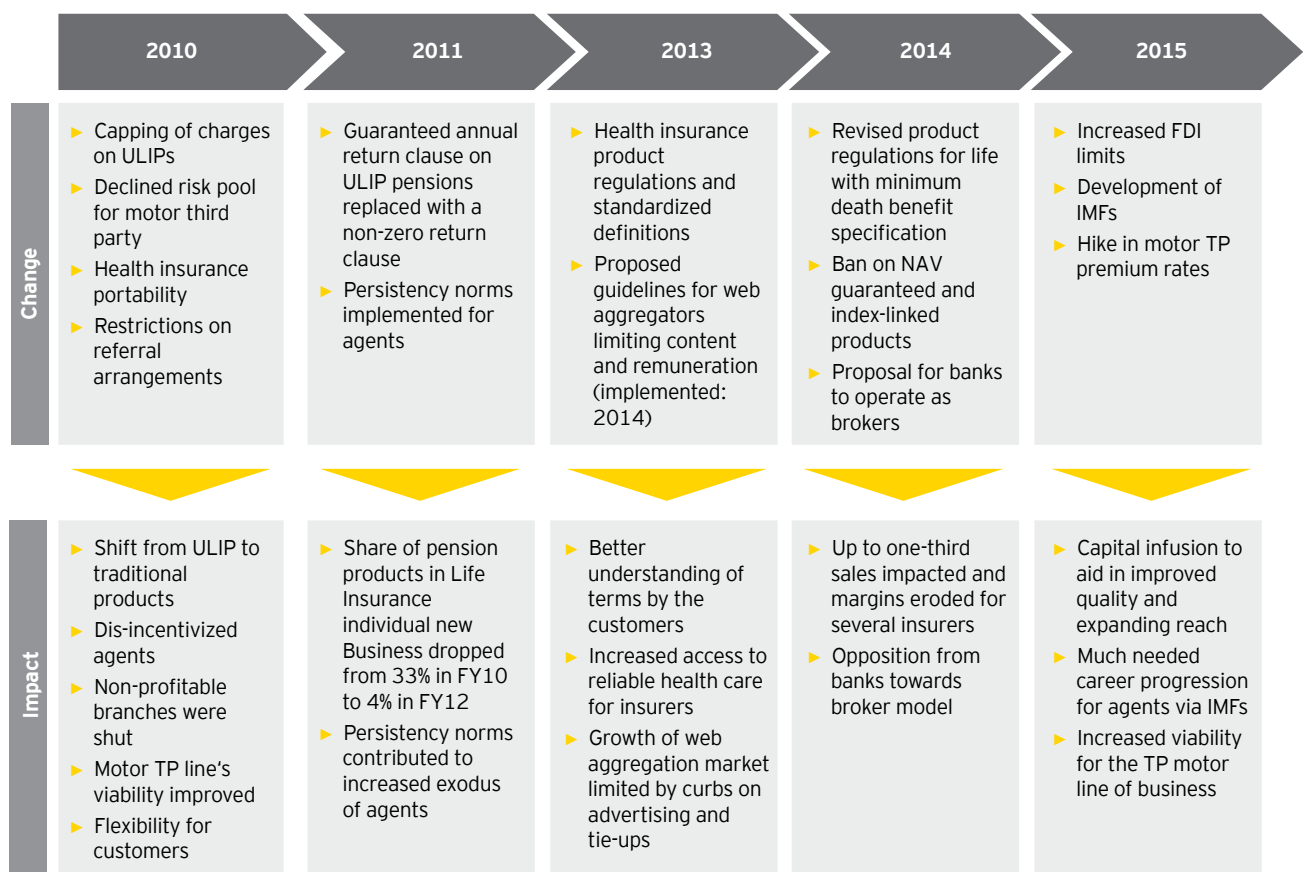 2010
2011
2013
2014
2015
Change
► Capping of charges
on ULIPs
► Declined risk pool
for motor third
party
► Health insurance
portability
► Restrictions on
referral
arrangements
► Guaranteed annual
return clause on
ULIP pensions
replaced with a
non-zero return
clause
► Persistency norms
implemented for
agents
► Health insurance
product
regulations and
standardized
definitions
► Proposed
guidelines for web
aggregators
limiting content
and remuneration
(implemented:
2014)
► Revised product
regulations for life
with minimum
death benefit
specification
► Ban on NAV
guaranteed and
index-linked
products
► Proposal for banks
to operate as
brokers
► Increased FDI
limits
► Development of
IMFs
► Hike in motor TP
premium rates
Impact
► Shift from ULIP to
traditional
products
► Dis-incentivized
agents
► Non-profitable
branches were
shut
► Motor TP line's
viability improved
► Flexibility for
customers
► Share of pension
products in Life
Insurance
individual new
Business dropped
from 33% in FY10
to 4% in FY12
► Persistency norms
contributed to
increased exodus
of agents
► Better
understanding of
terms by the
customers
► Increased access to
reliable health care
for insurers
► Growth of web
aggregation market
limited by curbs on
advertising and
tie-ups
► Up to one-third
sales impacted and
margins eroded for
several insurers
► Opposition from
banks towards
broker model
► Capital infusion to
aid in improved
quality and
expanding reach
► Much needed
career progression
for agents via IMFs
► Increased viability
for the TP motor
line of business